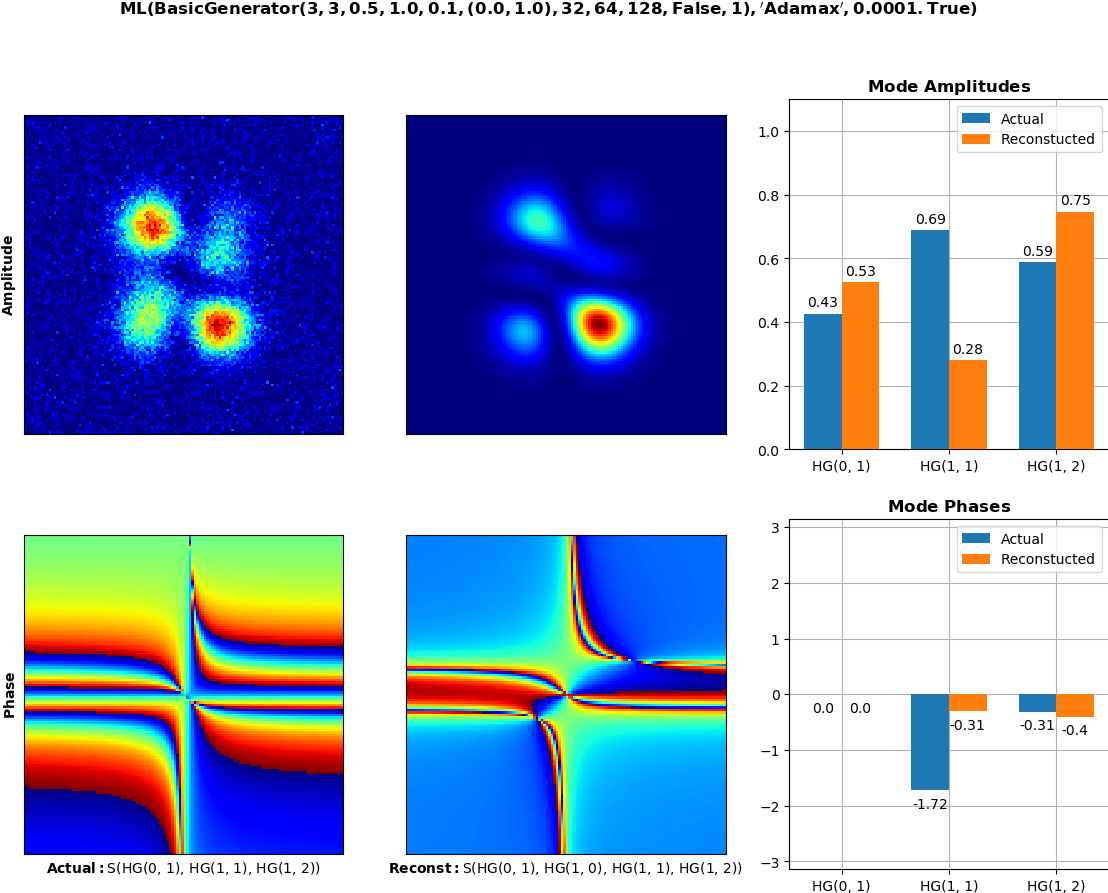 ML(BasicGenerator(3, 3, 0.5, 1.0, 0.1, (0.0, 1.0), 32, 64, 128, False, 1), 'Adamax', 0.0001. True)
Mode Amplitudes
Amplitude
1.0
0.8
0.6
0.4
0.2
0.0
Actual
Reconstucted
0.43
0.53
0.69
0.28
0.59
0.75
HG(0, 1)
HG(1, 1)
HG(1, 2)
Mode Phases
Phase
3
2
1
0
−1
−2
−3
Actual
Reconstucted
0.0
0.0
-1.72
-0.31
-0.31
-0.4
HG(0, 1)
HG(1, 1)
HG(1, 2)
Actual: S(HG(0, 1), HG(1, 1), HG(1, 2))
Reconst: S(HG(0, 1), HG(1, 0), HG(1, 1), HG(1, 2))